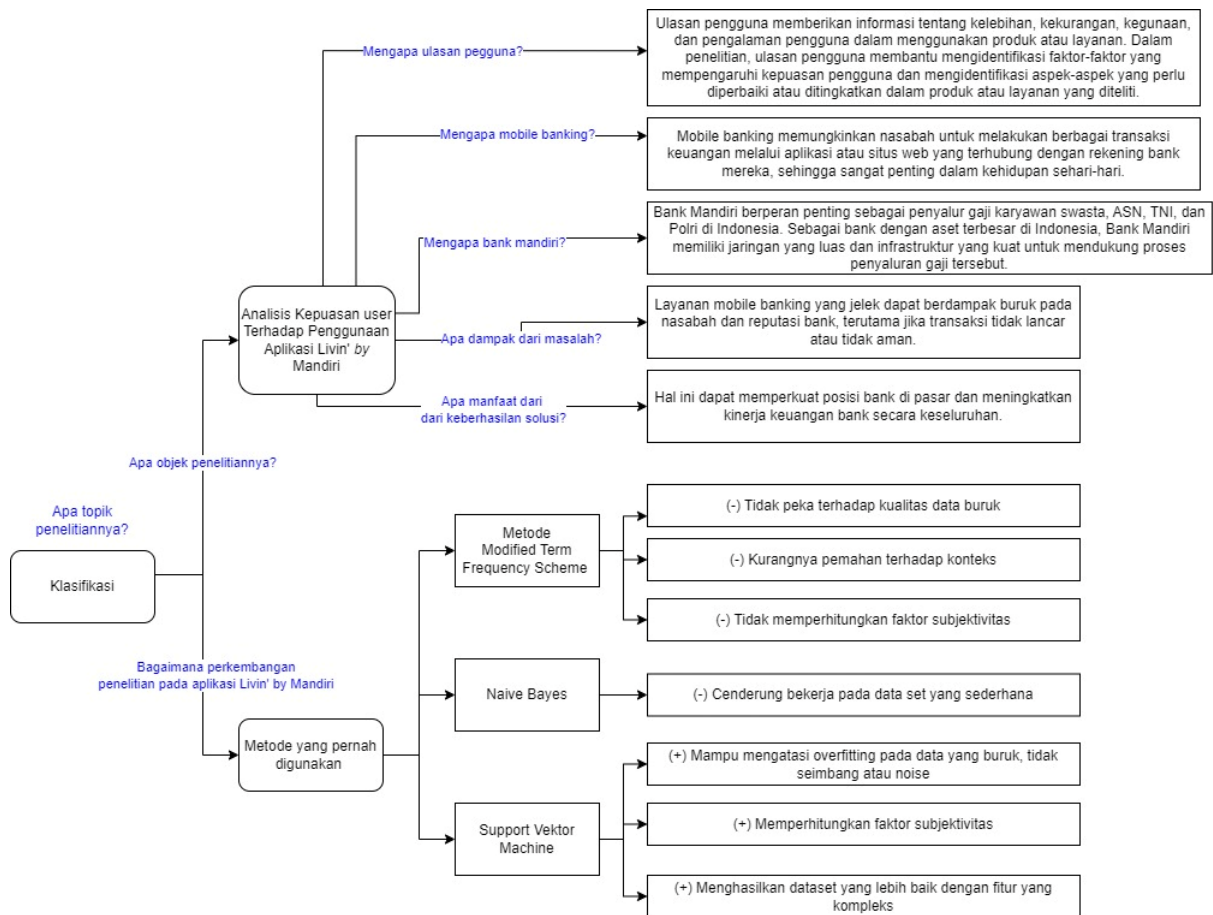 Mengapa ulasan pegguna?
Ulasan pengguna memberikan informasi tentang kelebihan, kekurangan, kegunaan,
dan pengalaman pengguna dalam menggunakan produk atau layanan. Dalam
penelitian, ulasan pengguna membantu mengidentifikasi faktor-faktor yang
mempengaruhi kepuasan pengguna dan mengidentifikasi aspek-aspek yang perlu
diperbaiki atau ditingkatkan dalam produk atau layanan yang diteliti.
Mengapa mobile banking?
Mobile banking memungkinkan nasabah untuk melakukan berbagai transaksi
keuangan melalui aplikasi atau situs web yang terhubung dengan rekening bank
mereka, sehingga sangat penting dalam kehidupan sehari-hari.
Mengapa bank mandiri?
Bank Mandiri berperan penting sebagai penyalur gaji karyawan swasta, ASN, TNI, dan
Polri di Indonesia. Sebagai bank dengan aset terbesar di Indonesia, Bank Mandiri
memiliki jaringan yang luas dan infrastruktur yang kuat untuk mendukung proses
penyaluran gaji tersebut.
Analisis Kepuasan user
Terhadap Penggunaan
Aplikasi Livin' by
Mandiri
Apa dampak dari masalah?
Layanan mobile banking yang jelek dapat berdampak buruk pada
nasabah dan reputasi bank, terutama jika transaksi tidak lancar
atau tidak aman.
Apa manfaat dari
dari keberhasilan solusi?
Hal ini dapat memperkuat posisi bank di pasar dan meningkatkan
kinerja keuangan bank secara keseluruhan.
Apa objek penelitiannya?
Apa topik
penelitiannya?
Klasifikasi
Bagaimana perkembangan
penelitian pada aplikasi Livin' by Mandiri
Metode yang pernah
digunakan
Metode
Modified Term
Frequency Scheme
(-) Tidak peka terhadap kualitas data buruk
(-) Kurangnya pemahan terhadap konteks
(-) Tidak memperhitungkan faktor subjektivitas
Naive Bayes
(-) Cenderung bekerja pada data set yang sederhana
Support Vektor
Machine
(+) Mampu mengatasi overfitting pada data yang buruk, tidak
seimbang atau noise
(+) Memperhitungkan faktor subjektivitas
(+) Menghasilkan dataset yang lebih baik dengan fitur yang
kompleks